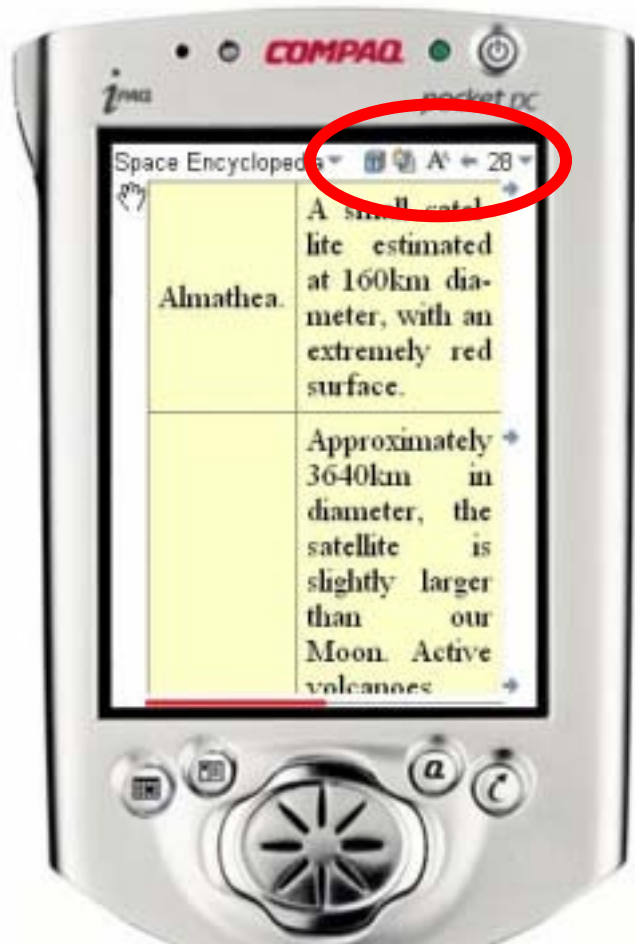 COMPAQ
iPAQ
pocket pc
Space Encyclopedia A^A 28
Almathea.
A small satel-
lite estimated
at 160km dia-
meter, with an
extremely red
surface.
Approximately
3640km in
diameter, the
satellite is
slightly larger
than our
Moon. Active
volcanoes
a